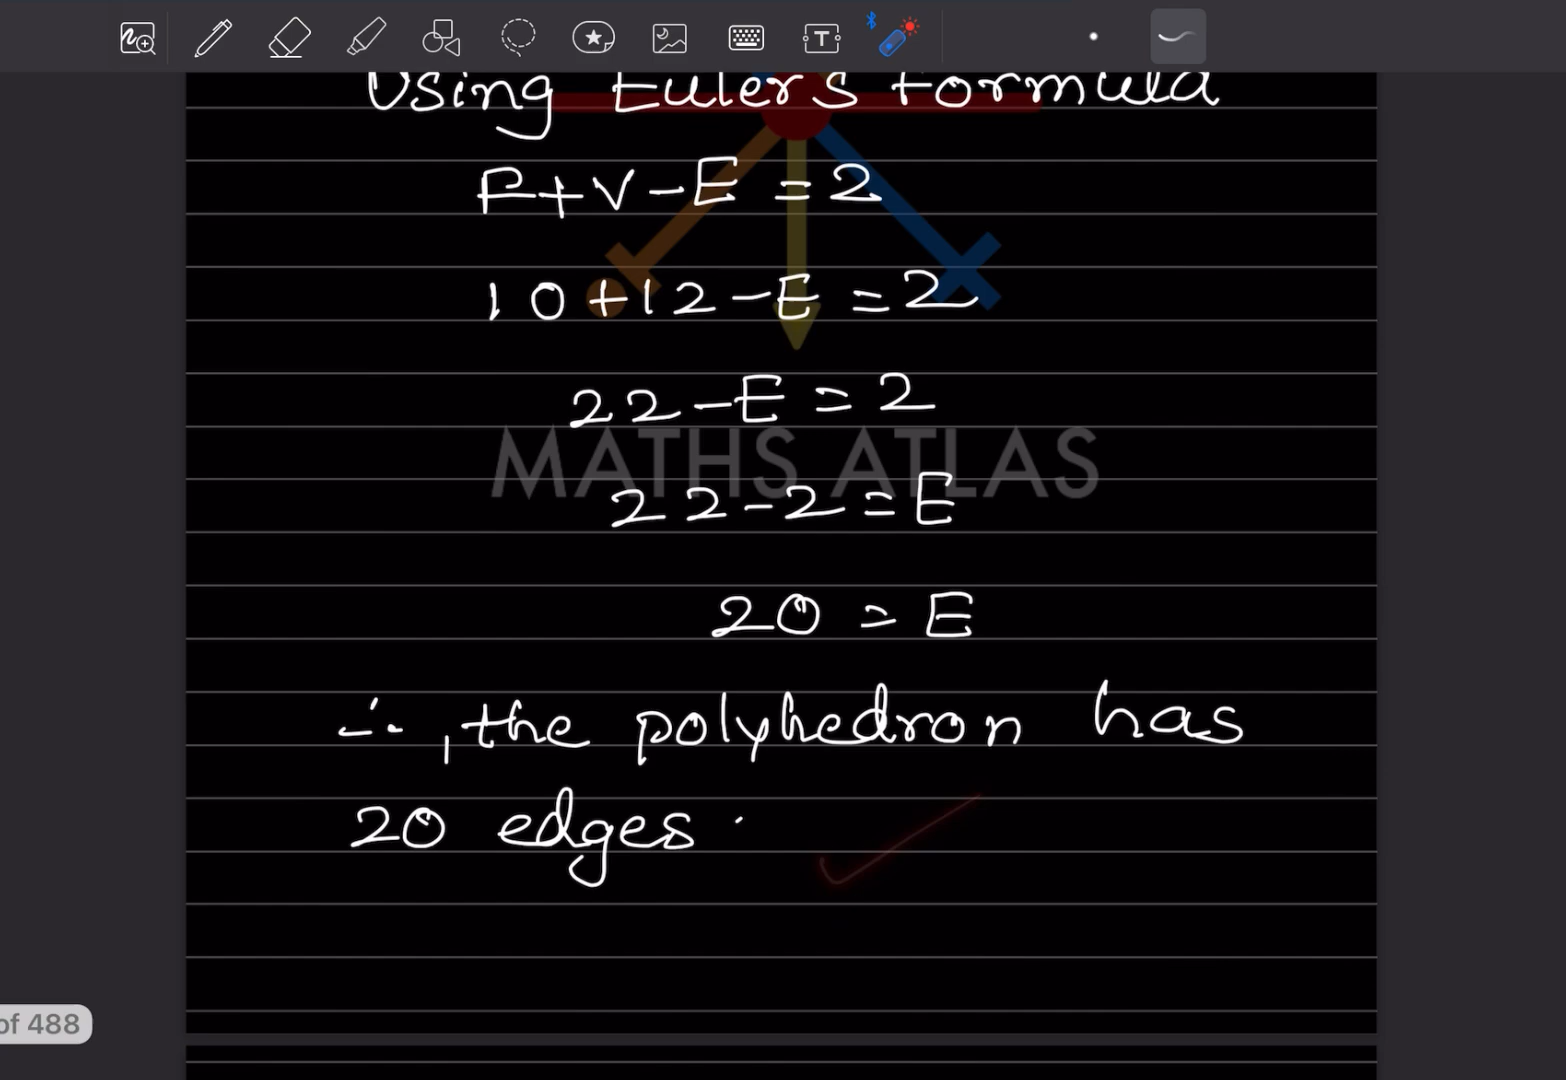 Using Euler's formula
F+V-E=2
10+12-E=2
22-E=2
MATHS ATLAS
22-2=E
20=E
∴, the polyhedron has
20 edges.
of 488